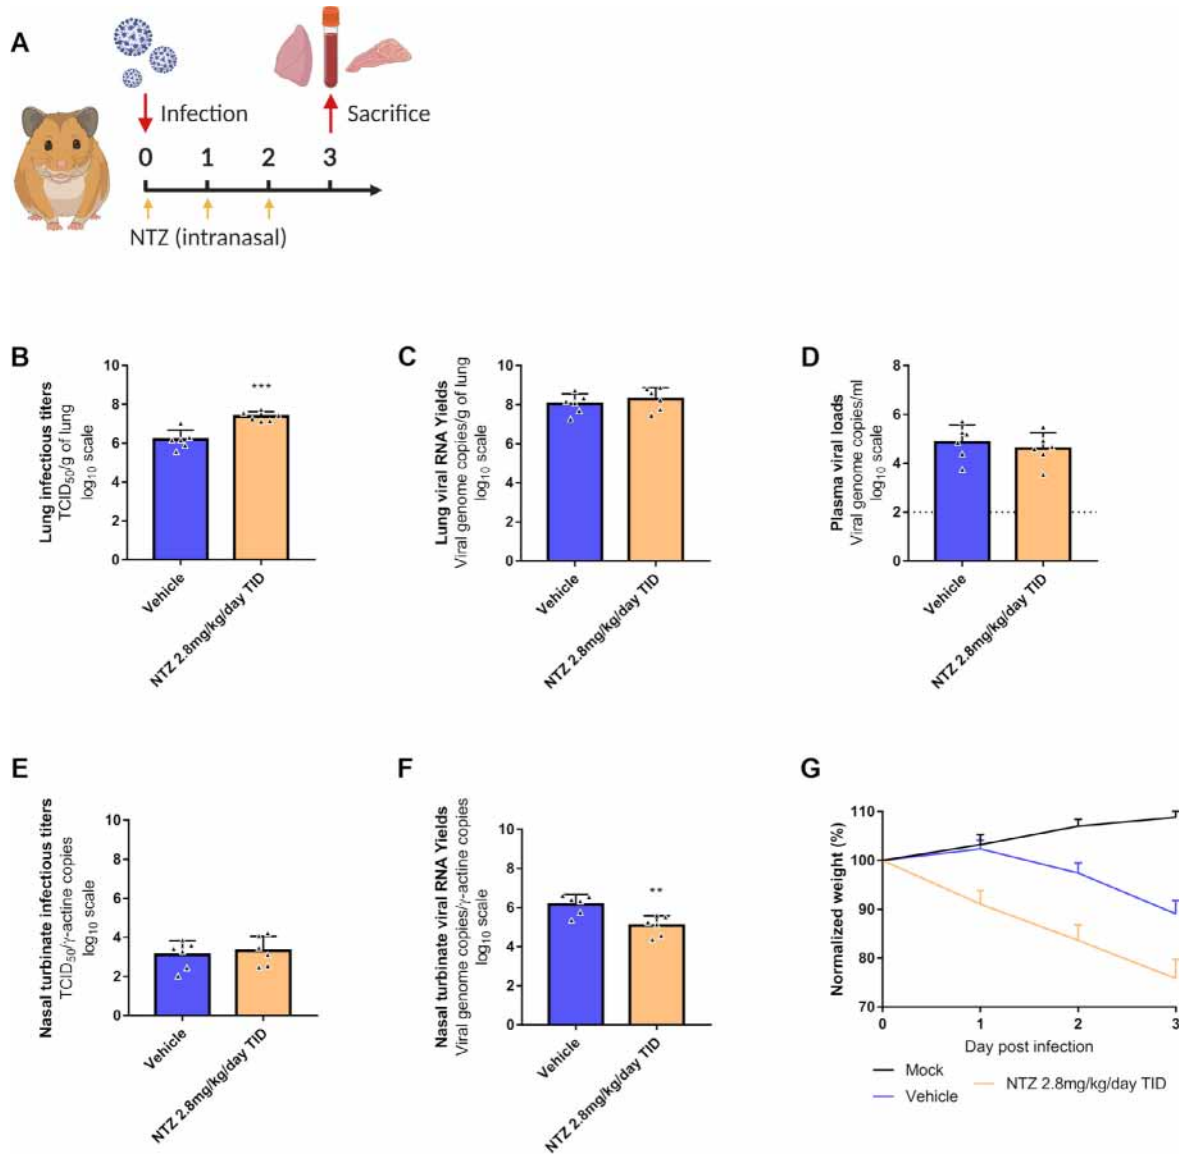 A
Infection
Sacrifice
0 1 2 3
NTZ (intranasal)
B
Lung infectious titers
TCID50/g of lung
log10 scale
10
8
6
4
2
0
***
Vehicle
NTZ 2.8mg/kg/day TID
C
Lung viral RNA Yields
Viral genome copies/g of lung
log10 scale
10
8
6
4
2
0
Vehicle
NTZ 2.8mg/kg/day TID
D
Plasma viral loads
Viral genome copies/ml
log10 scale
8
6
4
2
0
Vehicle
NTZ 2.8mg/kg/day TID
E
Nasal turbinate infectious titers
TCID50/γ-actine copies
log10 scale
10
8
6
4
2
0
Vehicle
NTZ 2.8mg/kg/day TID
F
Nasal turbinate viral RNA Yields
Viral genome copies/γ-actine copies
log10 scale
10
8
6
4
2
0
**
Vehicle
NTZ 2.8mg/kg/day TID
G
Normalized weight (%)
110
100
90
80
70
0 1 2 3
Day post infection
Mock
Vehicle
NTZ 2.8mg/kg/day TID